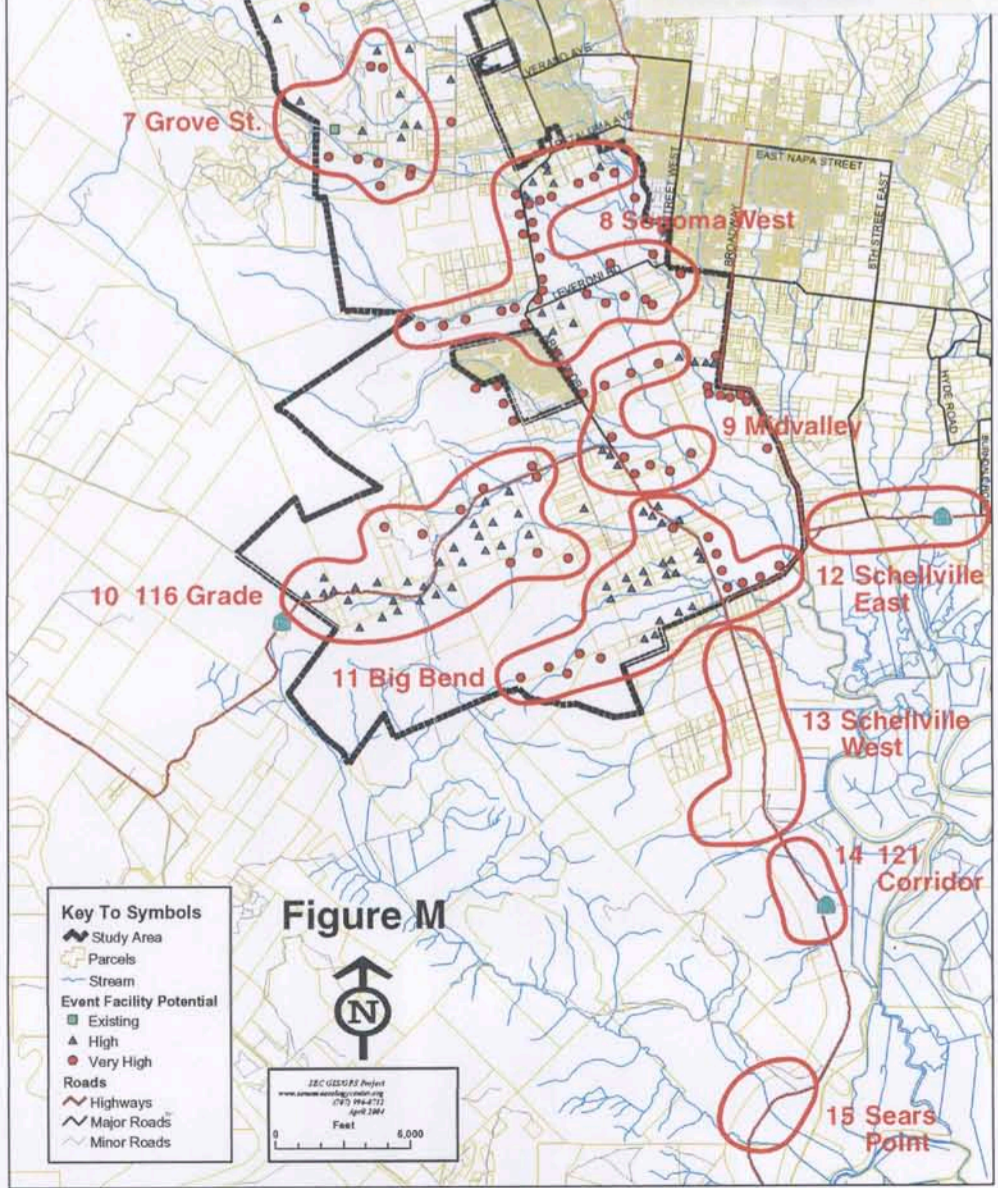 VERANO AVE
7 Grove St.
EAST NAPA STREET
8 Sonoma West
BROADWAY
8TH STREET EAST
LEVERONI RD
HYDE ROAD
9 Midvalley
10 116 Grade
12 Schellville
East
11 Big Bend
13 Schellville
West
14 121
Corridor
Figure M
N
Key To Symbols
Study Area
Parcels
Stream
Event Facility Potential
Existing
High
Very High
Roads
Highways
Major Roads
Minor Roads
SEC GIS/GPS Project
April 2004
Feet
0 6,000
15 Sears
Point